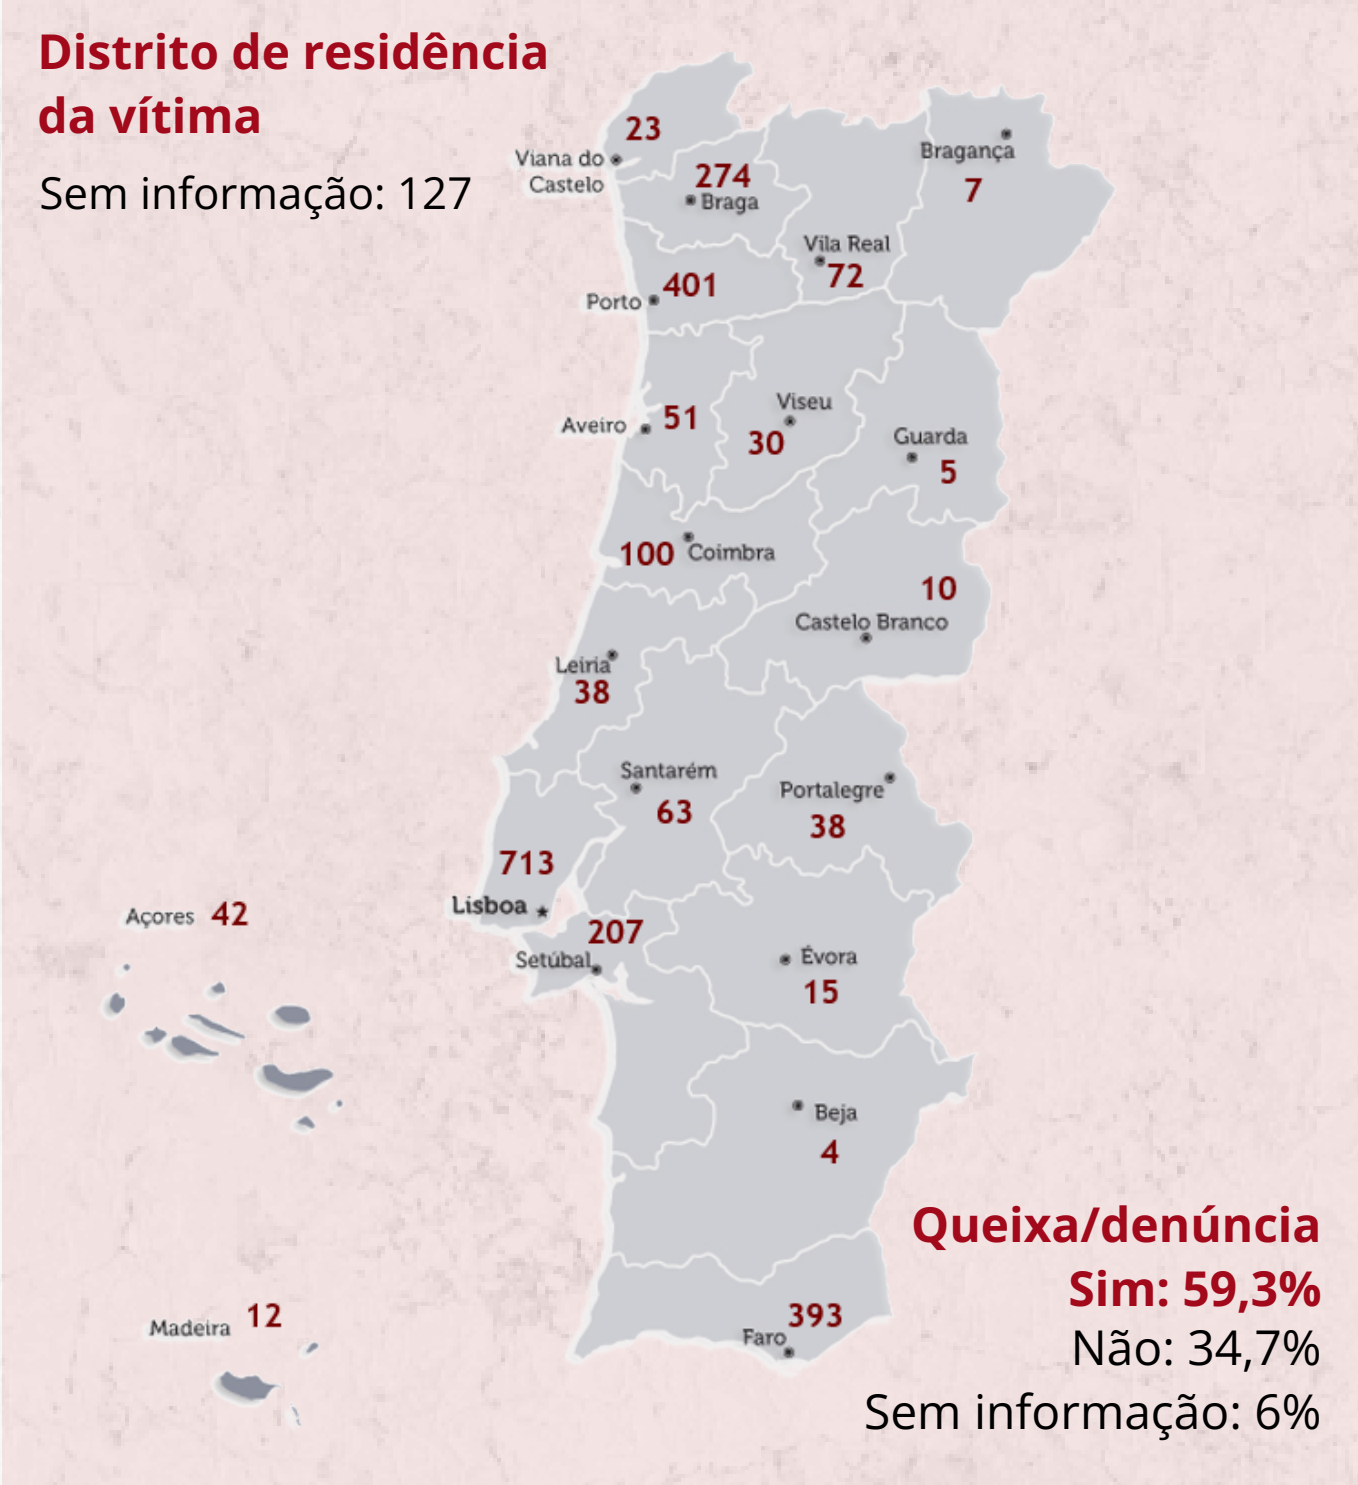 Distrito de residência
da vítima
Sem informação: 127
23
Viana do
Castelo
274
Braga
Bragança
7
Vila Real
72
401
Porto
Aveiro
51
Viseu
30
Guarda
5
100
Coimbra
10
Castelo Branco
Leiria
38
Santarém
63
Portalegre
38
713
Lisboa
Açores 42
207
Setúbal
Évora
15
Beja
4
Madeira 12
393
Faro
Queixa/denúncia
Sim: 59,3%
Não: 34,7%
Sem informação: 6%